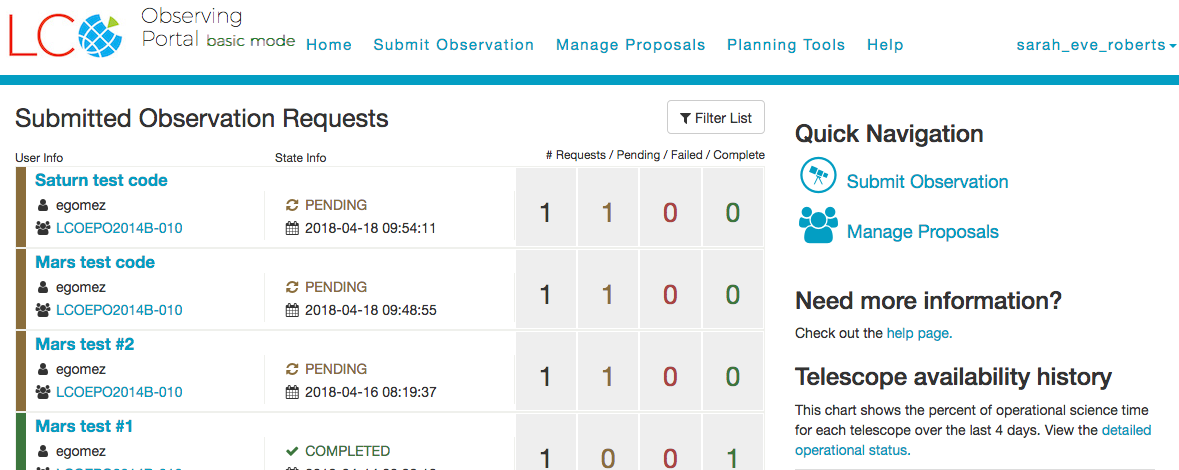 LCO
Observing
Portal basic mode
Home Submit Observation Manage Proposals Planning Tools Help sarah_eve_roberts
Submitted Observation Requests
Filter List
User Info State Info # Requests / Pending / Failed / Complete
Saturn test code
egomez PENDING
LCOEPO2014B-010 2018-04-18 09:54:11
1 1 0 0
Mars test code
egomez PENDING
LCOEPO2014B-010 2018-04-18 09:48:55
1 1 0 0
Mars test #2
egomez PENDING
LCOEPO2014B-010 2018-04-16 08:19:37
1 1 0 0
Mars test #1
egomez COMPLETED
1 0 0 1
Quick Navigation
Submit Observation
Manage Proposals
Need more information?
Check out the help page.
Telescope availability history
This chart shows the percent of operational science time
for each telescope over the last 4 days. View the detailed
operational status.